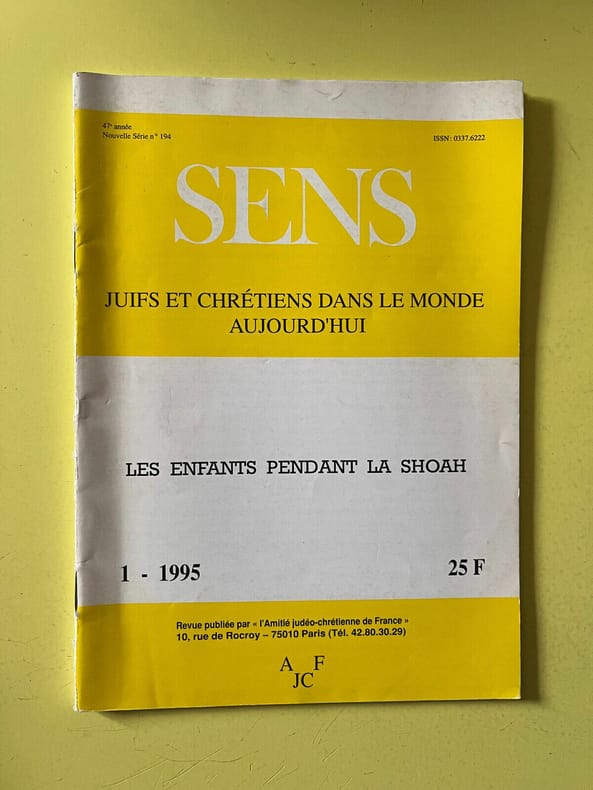 47e année
Nouvelle Série n° 194
ISSN : 0337.6222
SENS
JUIFS ET CHRÉTIENS DANS LE MONDE
AUJOURD'HUI
LES ENFANTS PENDANT LA SHOAH
1 - 1995
25 F
Revue publiée par « l'Amitié judéo-chrétienne de France »
10, rue de Rocroy – 75010 Paris (Tél. 42.80.30.29)
A F
JC